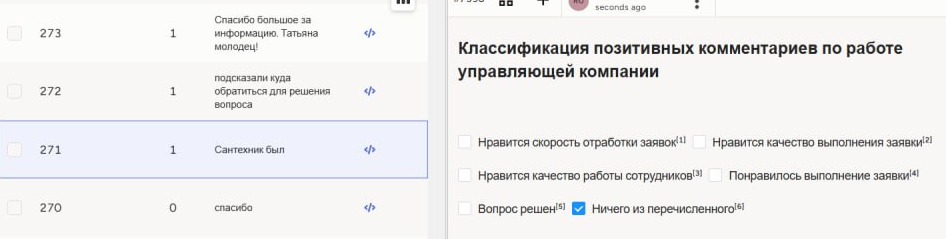 seconds ago
273 1 Спасибо большое за
информацию. Татьяна
молодец! </>
272 1 подсказали куда
обратиться для решения
вопроса </>
271 1 Сантехник был </>
270 0 спасибо </>
Классификация позитивных комментариев по работе
управляющей компании
Нравится скорость отработки заявок[1] Нравится качество выполнения заявки[2]
Нравится качество работы сотрудников[3] Понравилось выполнение заявки[4]
Вопрос решен[5] Ничего из перечисленного[6]